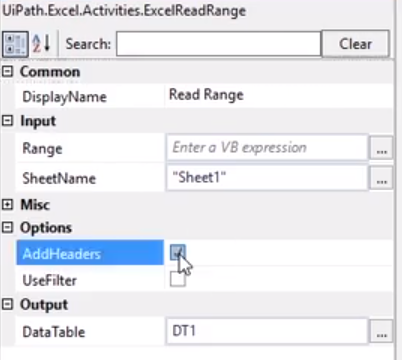 UiPath.Excel.Activities.ExcelReadRange
Search: Clear
Common
DisplayName Read Range
Input
Range Enter a VB expression ...
SheetName "Sheet1" ...
Misc
Options
AddHeaders
UseFilter
Output
DataTable DT1 ...